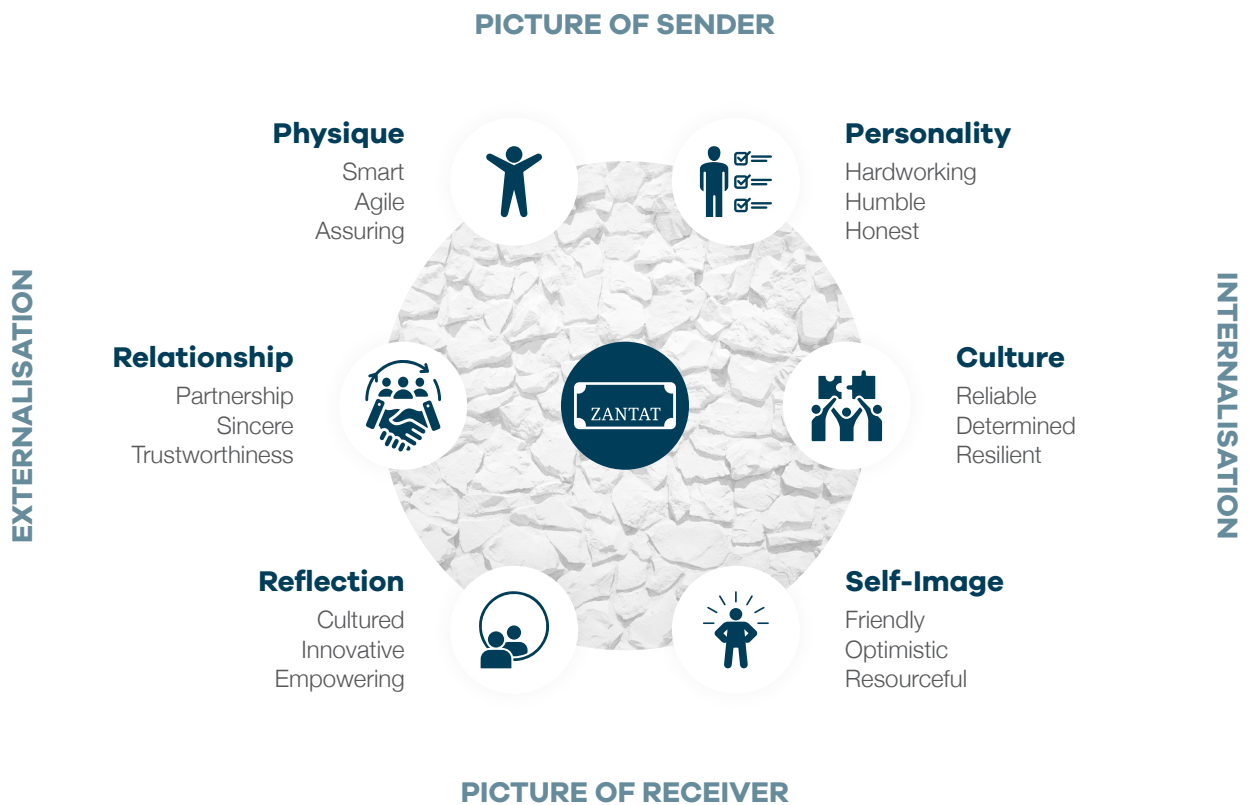 PICTURE OF SENDER
Physique
Smart
Agile
Assuring
Personality
Hardworking
Humble
Honest
EXTERNALISATION
Relationship
Partnership
Sincere
Trustworthiness
ZANTAT
Culture
Reliable
Determined
Resilient
INTERNALISATION
Reflection
Cultured
Innovative
Empowering
Self-Image
Friendly
Optimistic
Resourceful
PICTURE OF RECEIVER